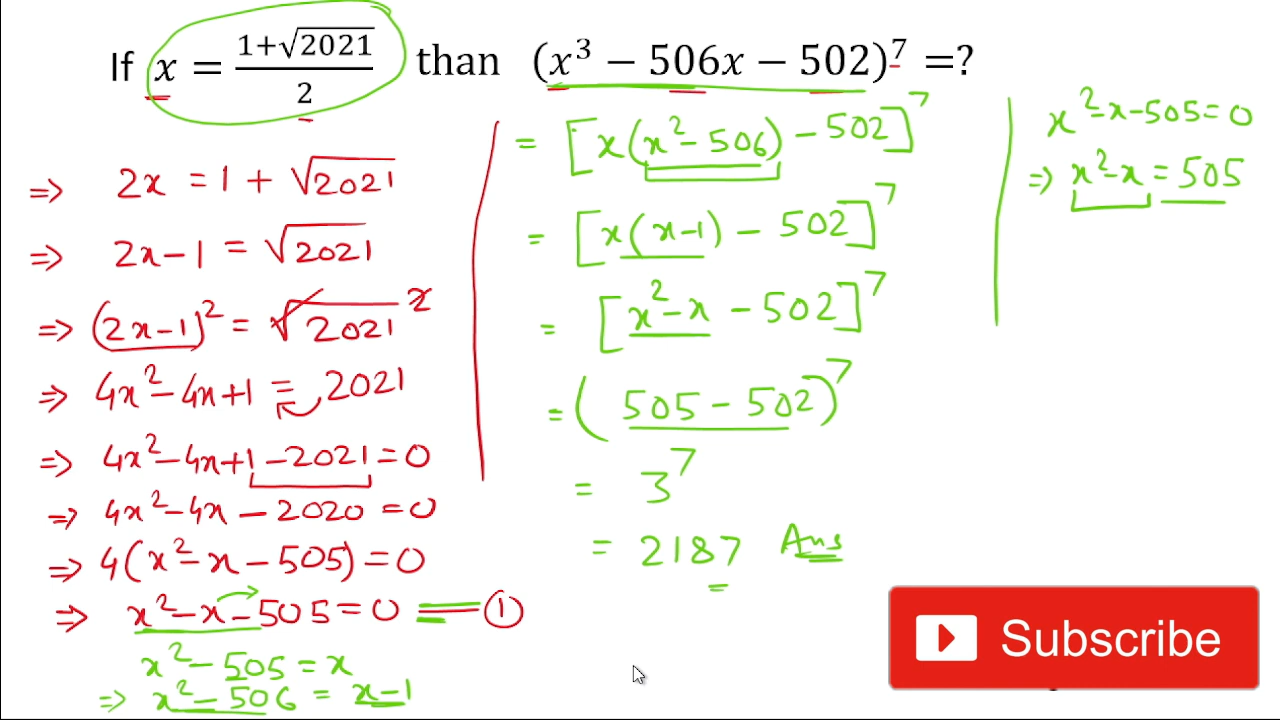 If x = (1+√2021)/2 than (x³ − 506x − 502)⁷ =?
⇒ 2x = 1 + √2021
⇒ 2x−1 = √2021
⇒ (2x−1)² = √2021²
⇒ 4x²−4x+1 = 2021
⇒ 4x²−4x+1−2021=0
⇒ 4x²−4x−2020=0
⇒ 4(x²−x−505)=0
⇒ x²−x−505=0 ①
x²−505=x
⇒ x²−506 = x−1
= [x(x²−506)−502]⁷
= [x(x−1)−502]⁷
= [x²−x−502]⁷
= (505−502)⁷
= 3⁷
= 2187 Ans
x²−x−505=0
⇒ x²−x=505
Subscribe